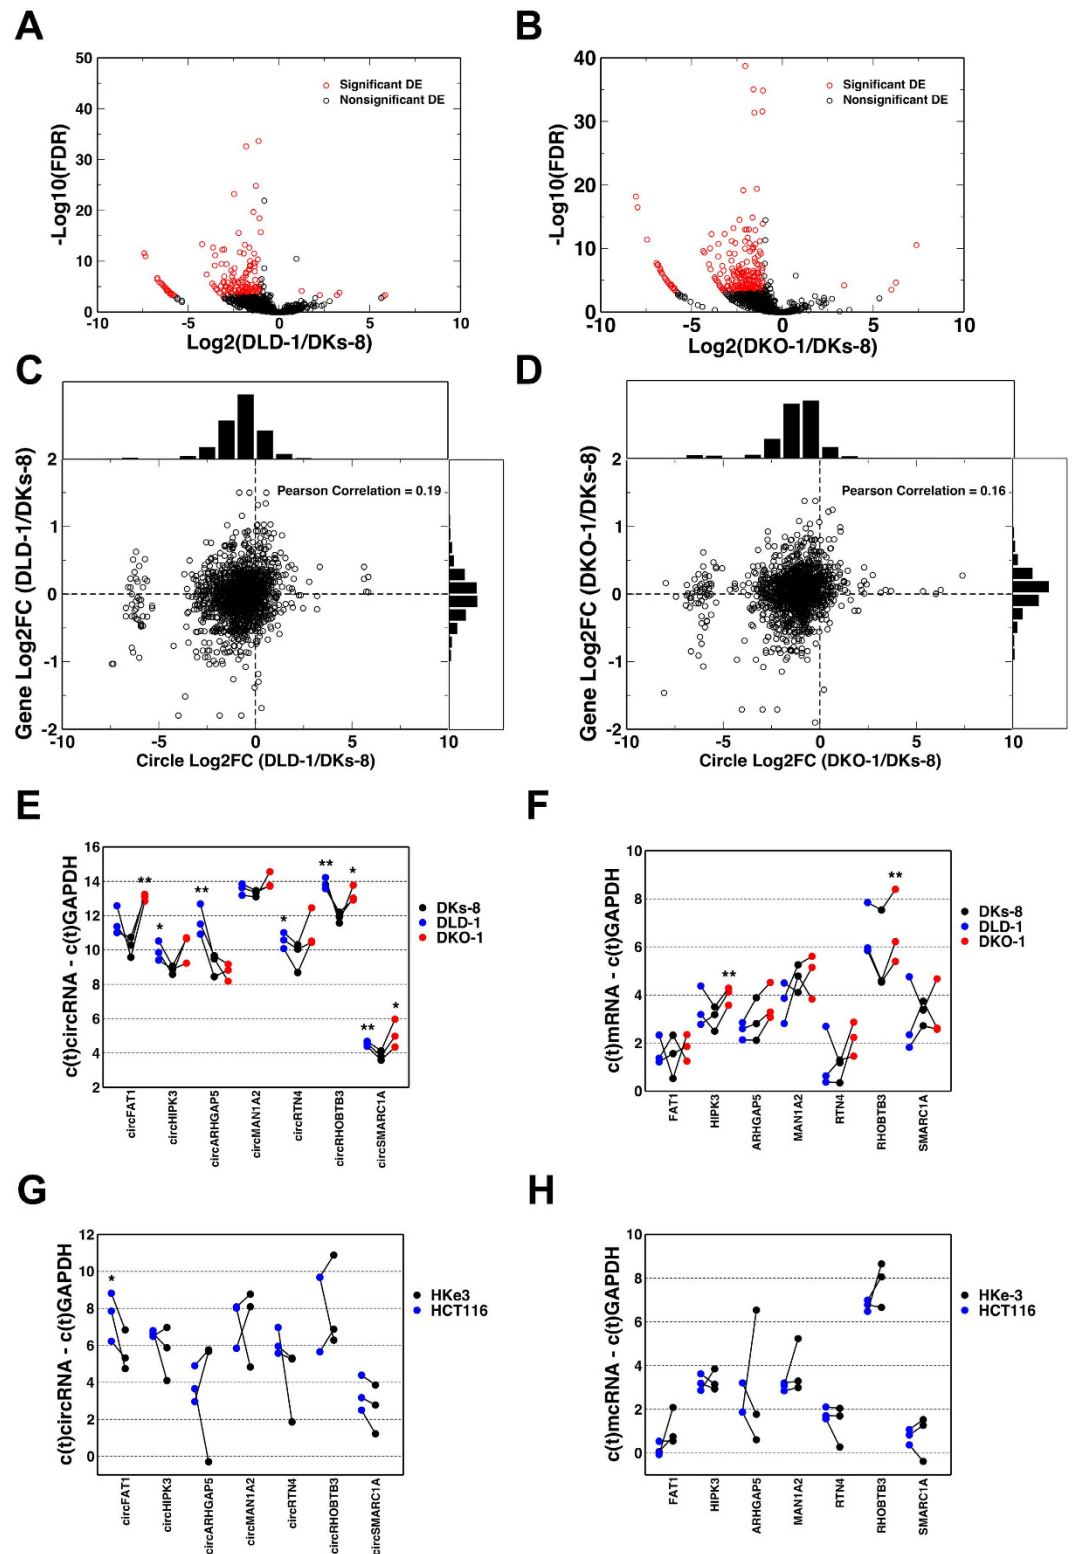 A
50
40
30
20
10
0
-10
-5
0
5
10
-Log10(FDR)
Log2(DLD-1/DKs-8)
Significant DE
Nonsignificant DE
B
40
30
20
10
0
-10
-5
0
5
10
-Log10(FDR)
Log2(DKO-1/DKs-8)
Significant DE
Nonsignificant DE
C
2
1
0
-1
-2
-10
-5
0
5
10
Gene Log2FC (DLD-1/DKs-8)
Circle Log2FC (DLD-1/DKs-8)
Pearson Correlation = 0.19
D
2
1
0
-1
-2
-10
-5
0
5
10
Gene Log2FC (DKO-1/DKs-8)
Circle Log2FC (DKO-1/DKs-8)
Pearson Correlation = 0.16
E
16
14
12
10
8
6
4
2
c(t)circRNA - c(t)GAPDH
**
*
**
*
**
*
**
*
DKs-8
DLD-1
DKO-1
circFAT1
circHIPK3
circARHGAP5
circMAN1A2
circRTN4
circRHOBTB3
circSMARC1A
F
10
8
6
4
2
0
c(t)mRNA - c(t)GAPDH
**
**
DKs-8
DLD-1
DKO-1
FAT1
HIPK3
ARHGAP5
MAN1A2
RTN4
RHOBTB3
SMARC1A
G
12
10
8
6
4
2
0
c(t)circRNA - c(t)GAPDH
*
HKe3
HCT116
circFAT1
circHIPK3
circARHGAP5
circMAN1A2
circRTN4
circRHOBTB3
circSMARC1A
H
10
8
6
4
2
0
c(t)mcRNA - c(t)GAPDH
HKe-3
HCT116
FAT1
HIPK3
ARHGAP5
MAN1A2
RTN4
RHOBTB3
SMARC1A